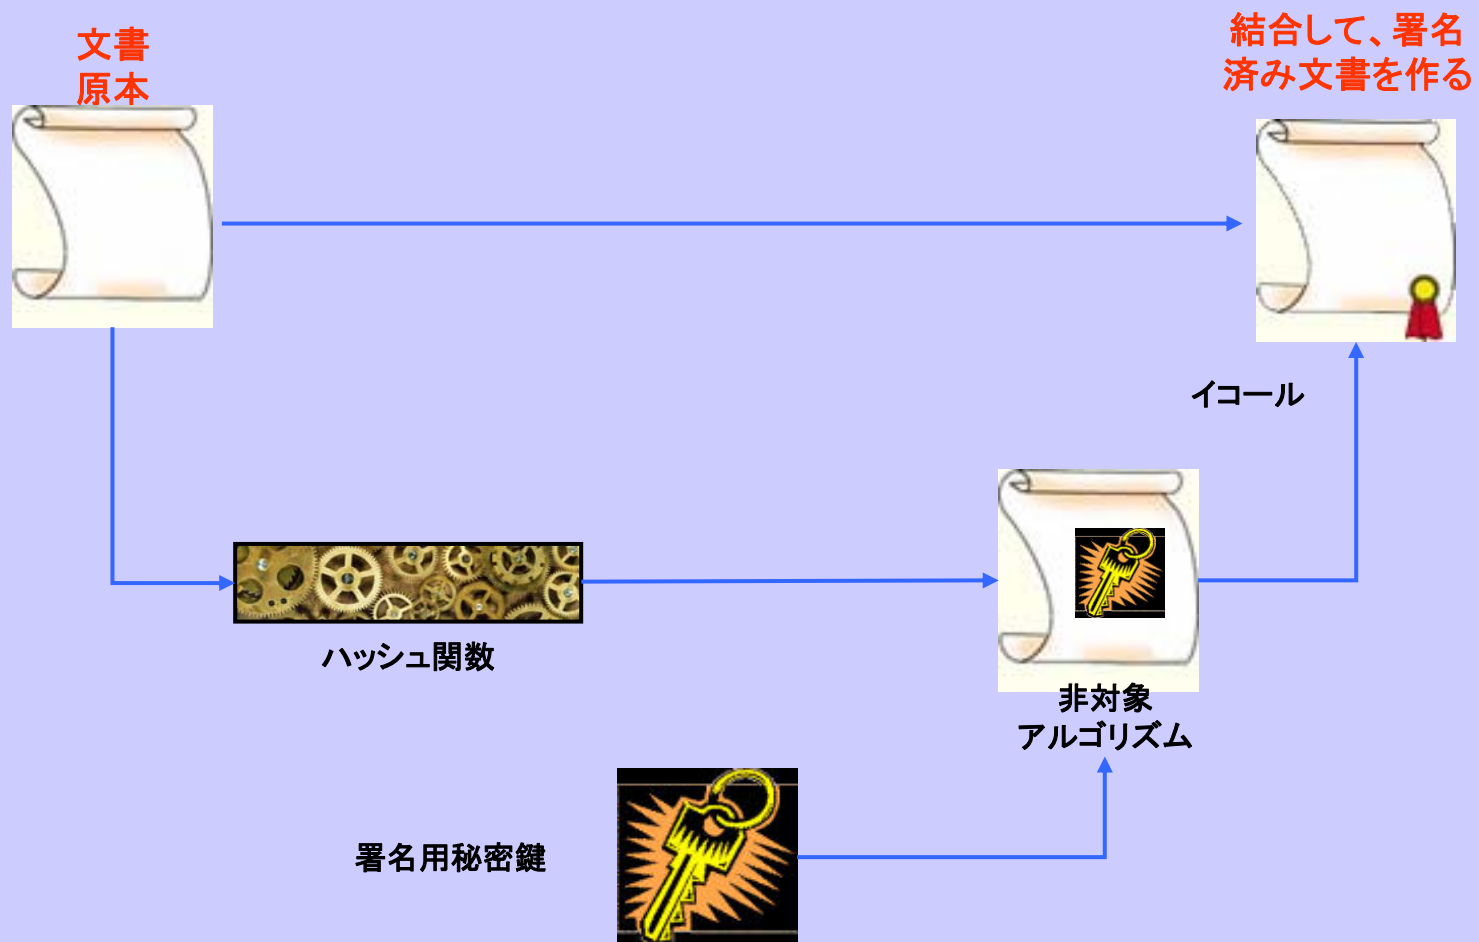 文書
原本
結合して、署名
済み文書を作る
イコール
ハッシュ関数
非対象
アルゴリズム
署名用秘密鍵